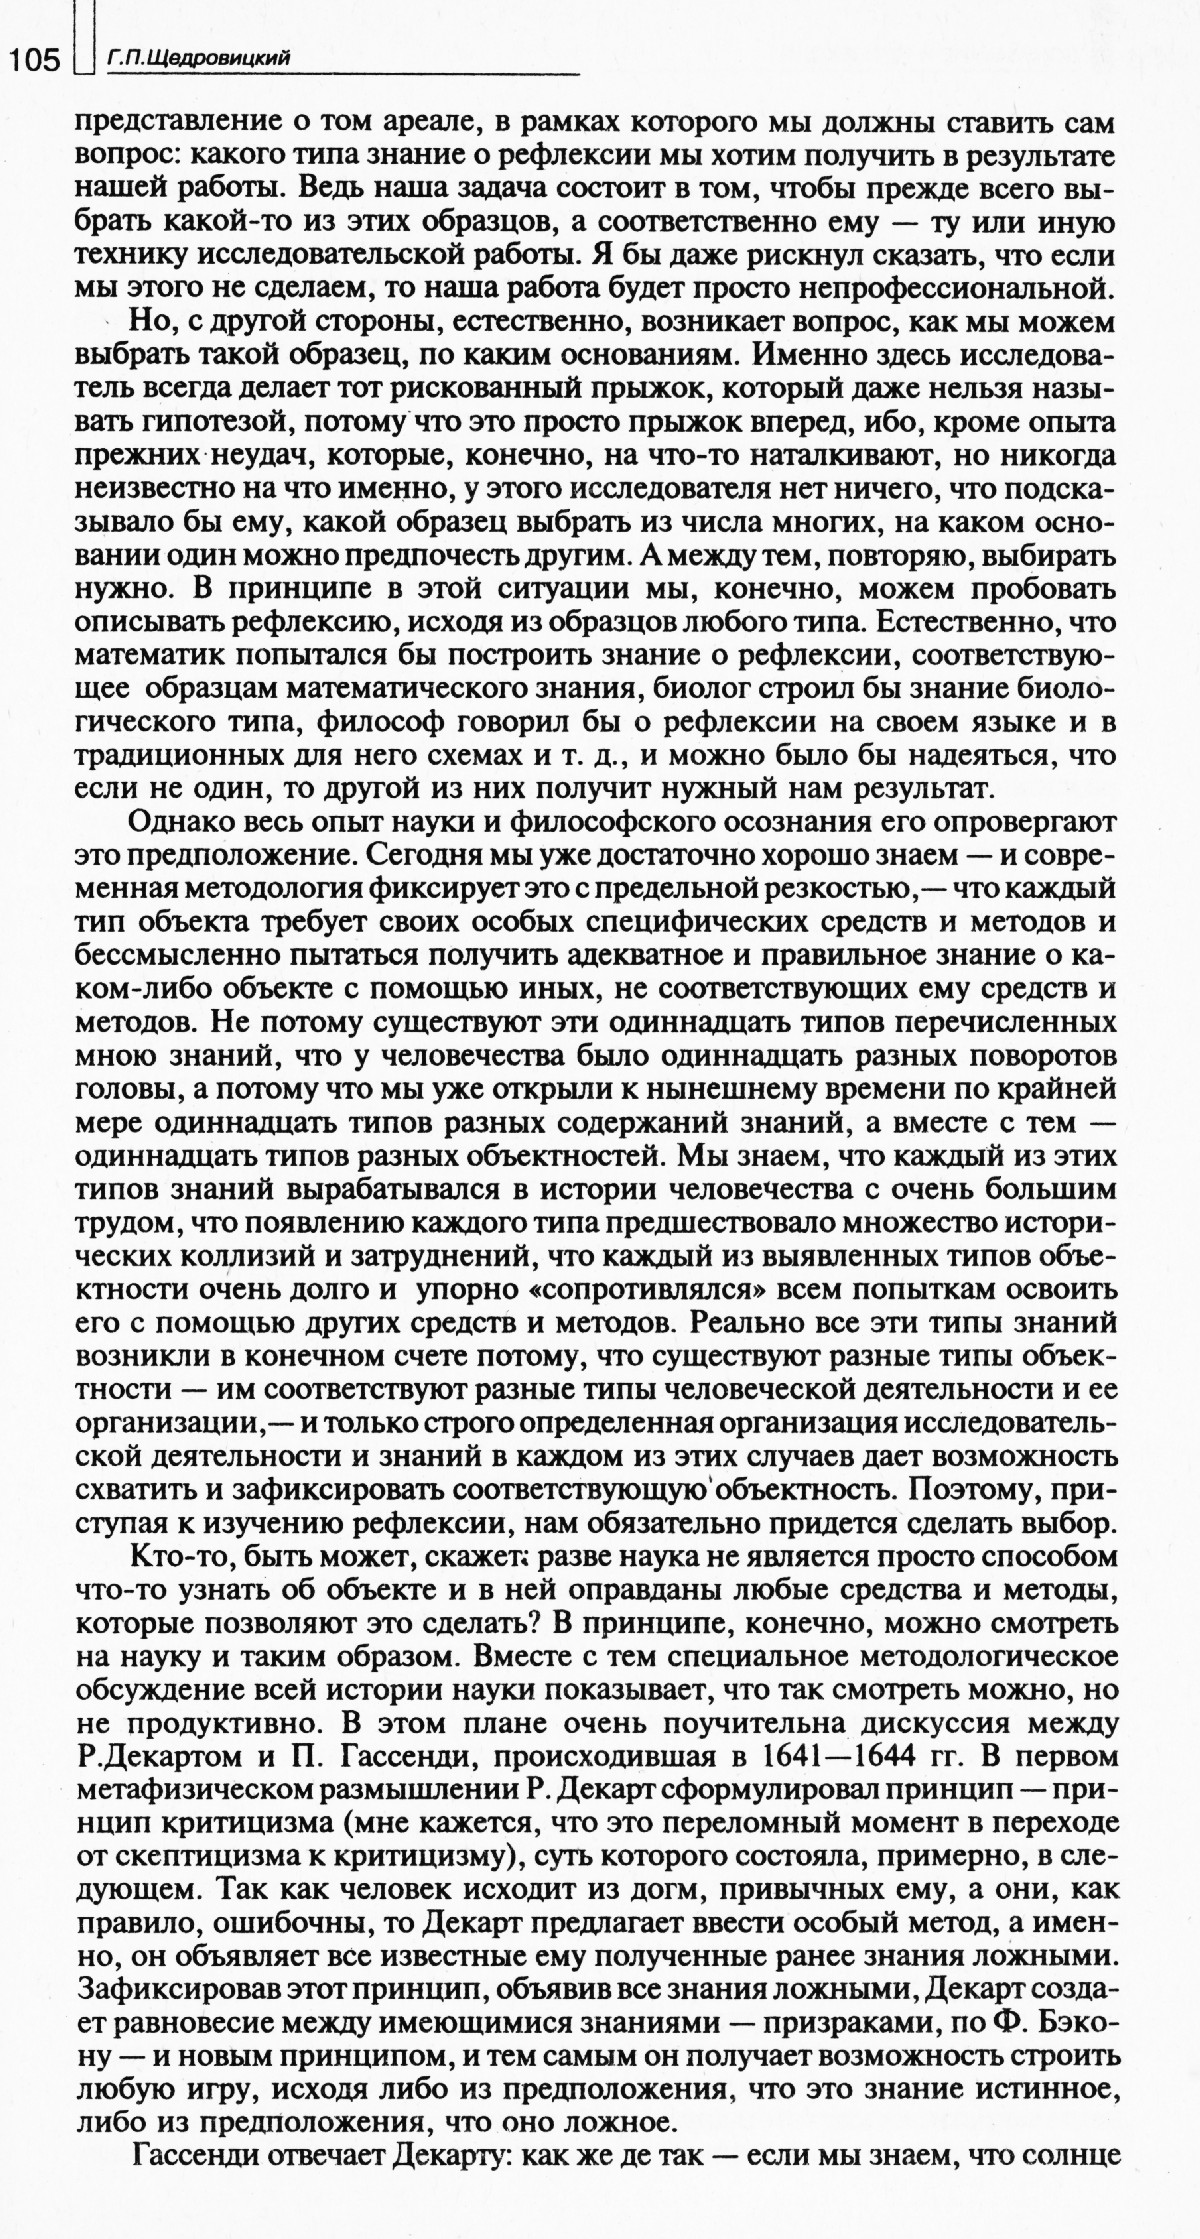 105
Г.П.Щедровицкий
представление о том ареале, в рамках которого мы должны ставить сам
вопрос: какого типа знание о рефлексии мы хотим получить в результате
нашей работы. Ведь наша задача состоит в том, чтобы прежде всего вы-
брать какой-то из этих образцов, а соответственно ему — ту или иную
технику исследовательской работы. Я бы даже рискнул сказать, что если
мы этого не сделаем, то наша работа будет просто непрофессиональной.
Но, с другой стороны, естественно, возникает вопрос, как мы можем
выбрать такой образец, по каким основаниям. Именно здесь исследова-
тель всегда делает тот рискованный прыжок, который даже нельзя назы-
вать гипотезой, потому что это просто прыжок вперед, ибо, кроме опыта
прежних неудач, которые, конечно, на что-то наталкивают, но никогда
неизвестно на что именно, у этого исследователя нет ничего, что подска-
зывало бы ему, какой образец выбрать из числа многих, на каком осно-
вании один можно предпочесть другим. А между тем, повторяю, выбирать
нужно. В принципе в этой ситуации мы, конечно, можем пробовать
описывать рефлексию, исходя из образцов любого типа. Естественно, что
математик попытался бы построить знание о рефлексии, соответствую-
щее образцам математического знания, биолог строил бы знание биоло-
гического типа, философ говорил бы о рефлексии на своем языке и в
традиционных для него схемах и т. д., и можно было бы надеяться, что
если не один, то другой из них получит нужный нам результат.
Однако весь опыт науки и философского осознания его опровергают
это предположение. Сегодня мы уже достаточно хорошо знаем — и совре-
менная методология фиксирует это с предельной резкостью,— что каждый
тип объекта требует своих особых специфических средств и методов и
бессмысленно пытаться получить адекватное и правильное знание о ка-
ком-либо объекте с помощью иных, не соответствующих ему средств и
методов. Не потому существуют эти одиннадцать типов перечисленных
мною знаний, что у человечества было одиннадцать разных поворотов
головы, а потому что мы уже открыли к нынешнему времени по крайней
мере одиннадцать типов разных содержаний знаний, а вместе с тем —
одиннадцать типов разных объектностей. Мы знаем, что каждый из этих
типов знаний вырабатывался в истории человечества с очень большим
трудом, что появлению каждого типа предшествовало множество истори-
ческих коллизий и затруднений, что каждый из выявленных типов объе-
ктности очень долго и упорно «сопротивлялся» всем попыткам освоить
его с помощью других средств и методов. Реально все эти типы знаний
возникли в конечном счете потому, что существуют разные типы объек-
тности — им соответствуют разные типы человеческой деятельности и ее
организации,— и только строго определенная организация исследователь-
ской деятельности и знаний в каждом из этих случаев дает возможность
схватить и зафиксировать соответствующую объектность. Поэтому, при-
ступая к изучению рефлексии, нам обязательно придется сделать выбор.
Кто-то, быть может, скажет: разве наука не является просто способом
что-то узнать об объекте и в ней оправданы любые средства и методы,
которые позволяют это сделать? В принципе, конечно, можно смотреть
на науку и таким образом. Вместе с тем специальное методологическое
обсуждение всей истории науки показывает, что так смотреть можно, но
не продуктивно. В этом плане очень поучительна дискуссия между
Р.Декартом и П. Гассенди, происходившая в 1641—1644 гг. В первом
метафизическом размышлении Р. Декарт сформулировал принцип — при-
нцип критицизма (мне кажется, что это переломный момент в переходе
от скептицизма к критицизму), суть которого состояла, примерно, в сле-
дующем. Так как человек исходит из догм, привычных ему, а они, как
правило, ошибочны, то Декарт предлагает ввести особый метод, а имен-
но, он объявляет все известные ему полученные ранее знания ложными.
Зафиксировав этот принцип, объявив все знания ложными, Декарт созда-
ет равновесие между имеющимися знаниями — призраками, по Ф. Бэко-
ну — и новым принципом, и тем самым он получает возможность строить
любую игру, исходя либо из предположения, что это знание истинное,
либо из предположения, что оно ложное.
Гассенди отвечает Декарту: как же де так — если мы знаем, что солнце